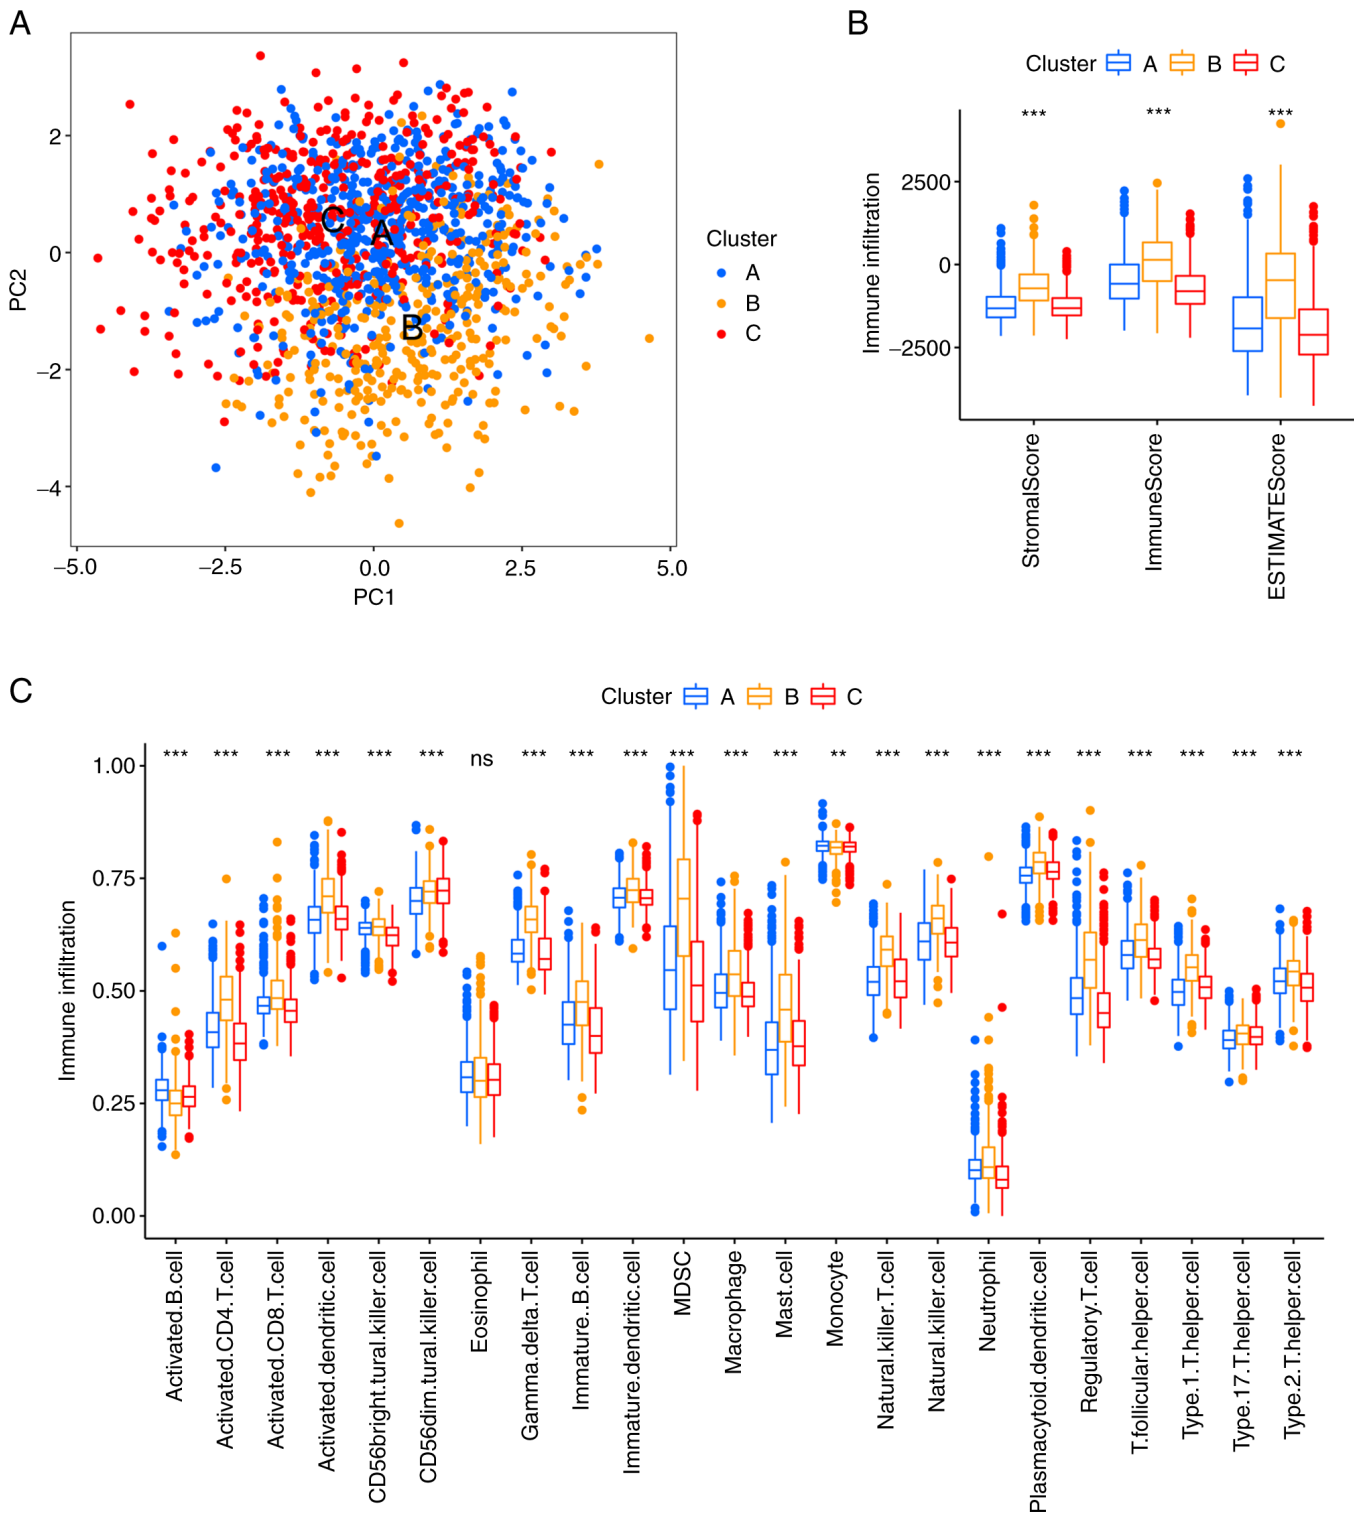 A
B
Cluster A B C
*** *** ***
2500
0
−2500
Immune infiltration
StromalScore
ImmuneScore
ESTIMATEScore
2
0
−2
−4
PC2
C
A
B
−5.0 −2.5 0.0 2.5 5.0
PC1
Cluster
A
B
C
C
Cluster A B C
*** *** *** *** *** *** ns *** *** *** *** *** *** ** *** *** *** *** *** *** *** *** ***
1.00
0.75
0.50
0.25
0.00
Immune infiltration
Activated.B.cell
Activated.CD4.T.cell
Activated.CD8.T.cell
Activated.dendritic.cell
CD56bright.tural.killer.cell
CD56dim.tural.killer.cell
Eosinophil
Gamma.delta.T.cell
Immature..B.cell
Immature.dendritic.cell
MDSC
Macrophage
Mast.cell
Monocyte
Natural.killer.T.cell
Natural.killer.cell
Neutrophil
Plasmacytoid.dendritic.cell
Regulatory.T.cell
T.follicular.helper.cell
Type.1.T.helper.cell
Type.17.T.helper.cell
Type.2.T.helper.cell